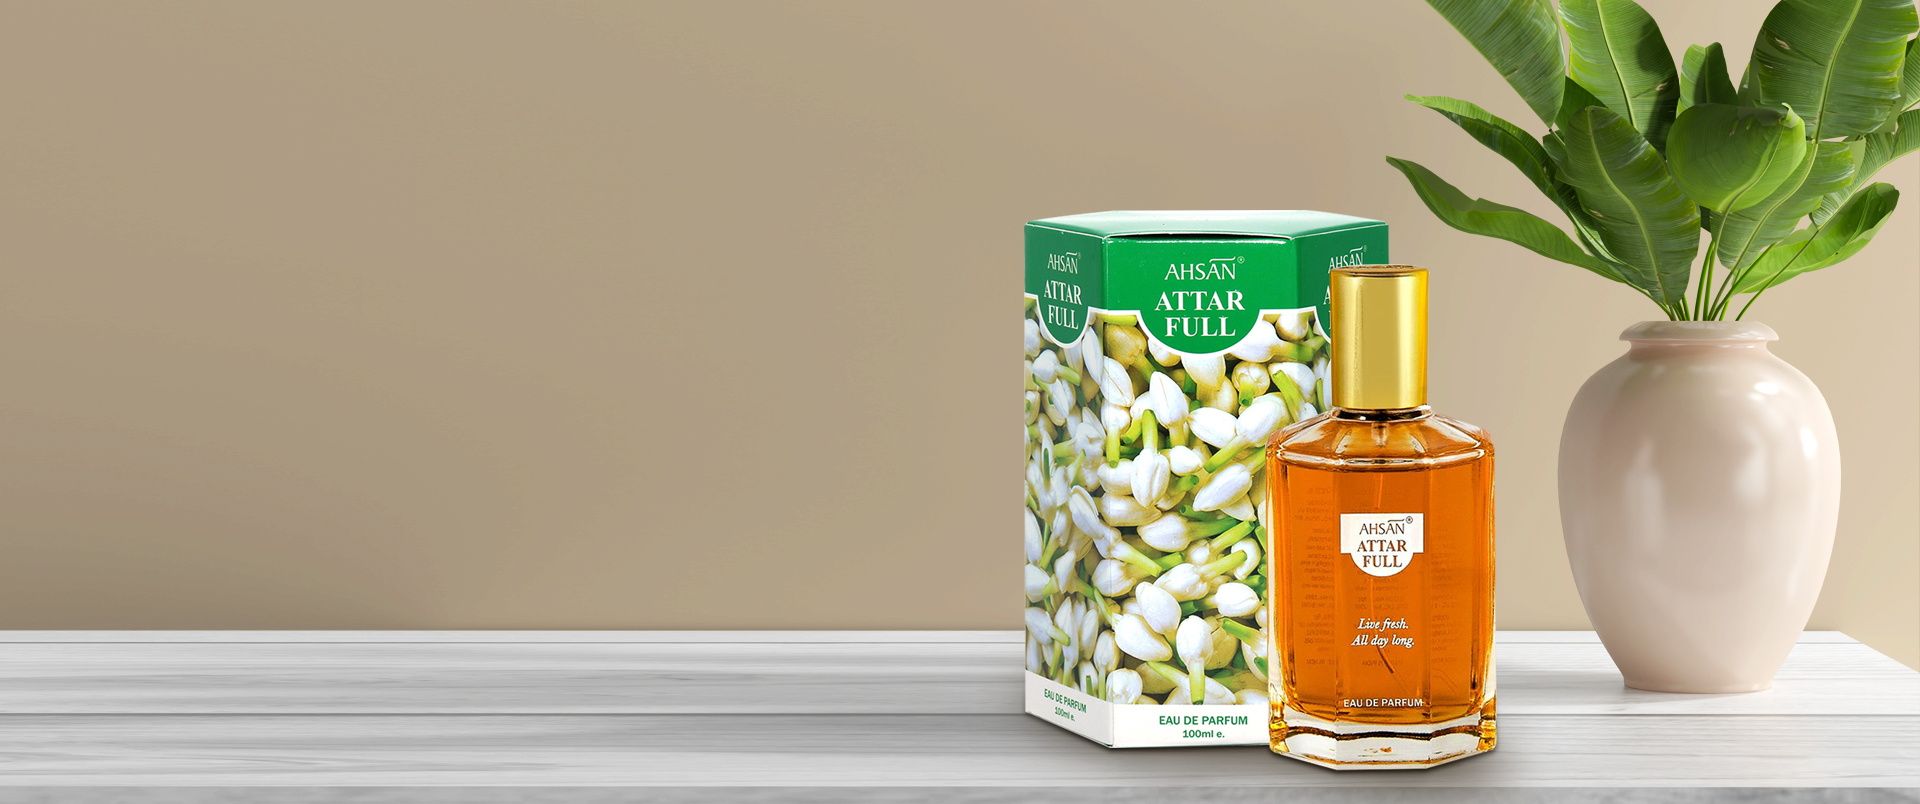 AHSAN®
ATTAR
FULL
EAU DE PARFUM
100ml e.
AHSAN®
ATTAR
FULL
EAU DE PARFUM
100ml e.
AHSAN
AHSAN®
ATTAR
FULL
Live fresh.
All day long.
EAU DE PARFUM